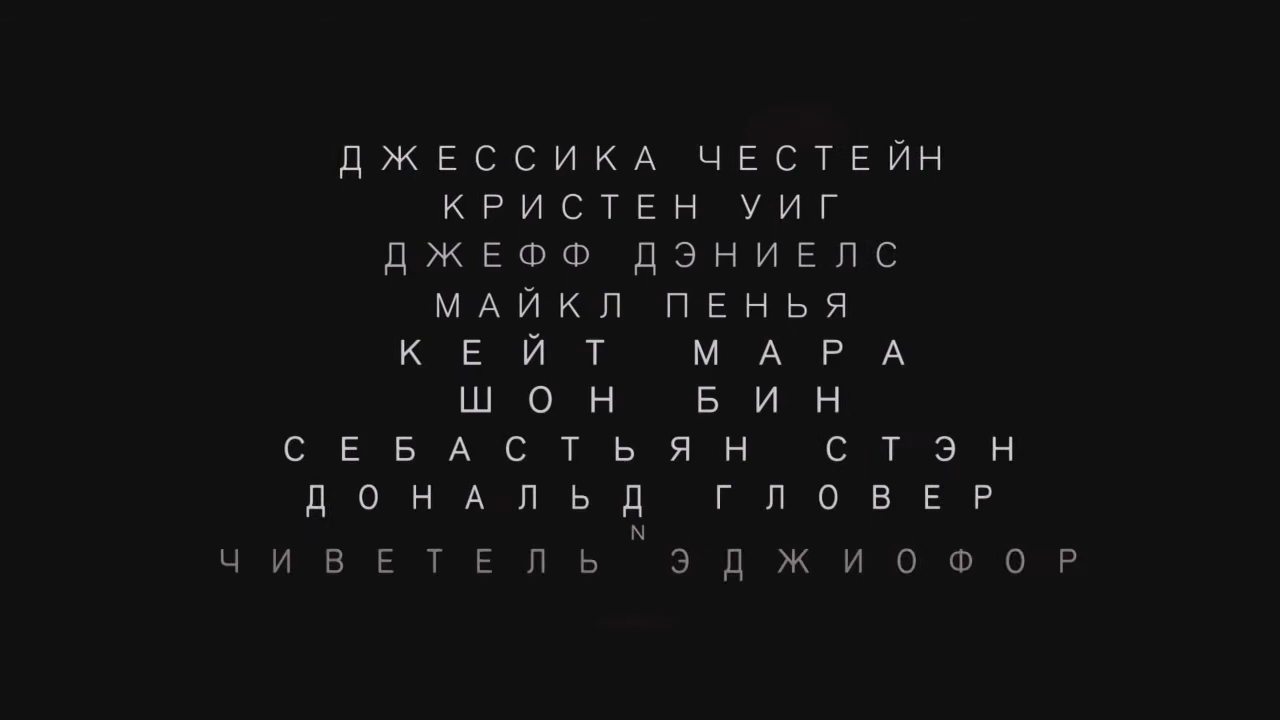 ДЖЕССИКА ЧЕСТЕЙН
КРИСТЕН УИГ
ДЖЕФФ ДЭНИЕЛС
МАЙКЛ ПЕНЬЯ
КЕЙТ МАРА
ШОН БИН
СЕБАСТЬЯН СТЭН
ДОНАЛЬД ГЛОВЕР
N
ЧИВЕТЕЛЬ ЭДЖИОФОР